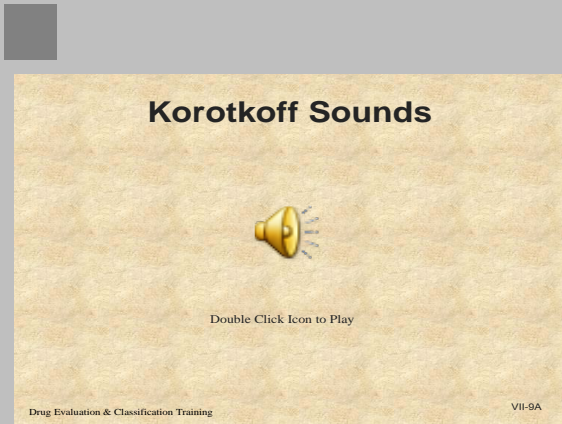 Korotkoff Sounds
Double Click Icon to Play
Drug Evaluation & Classification Training
VII-9A